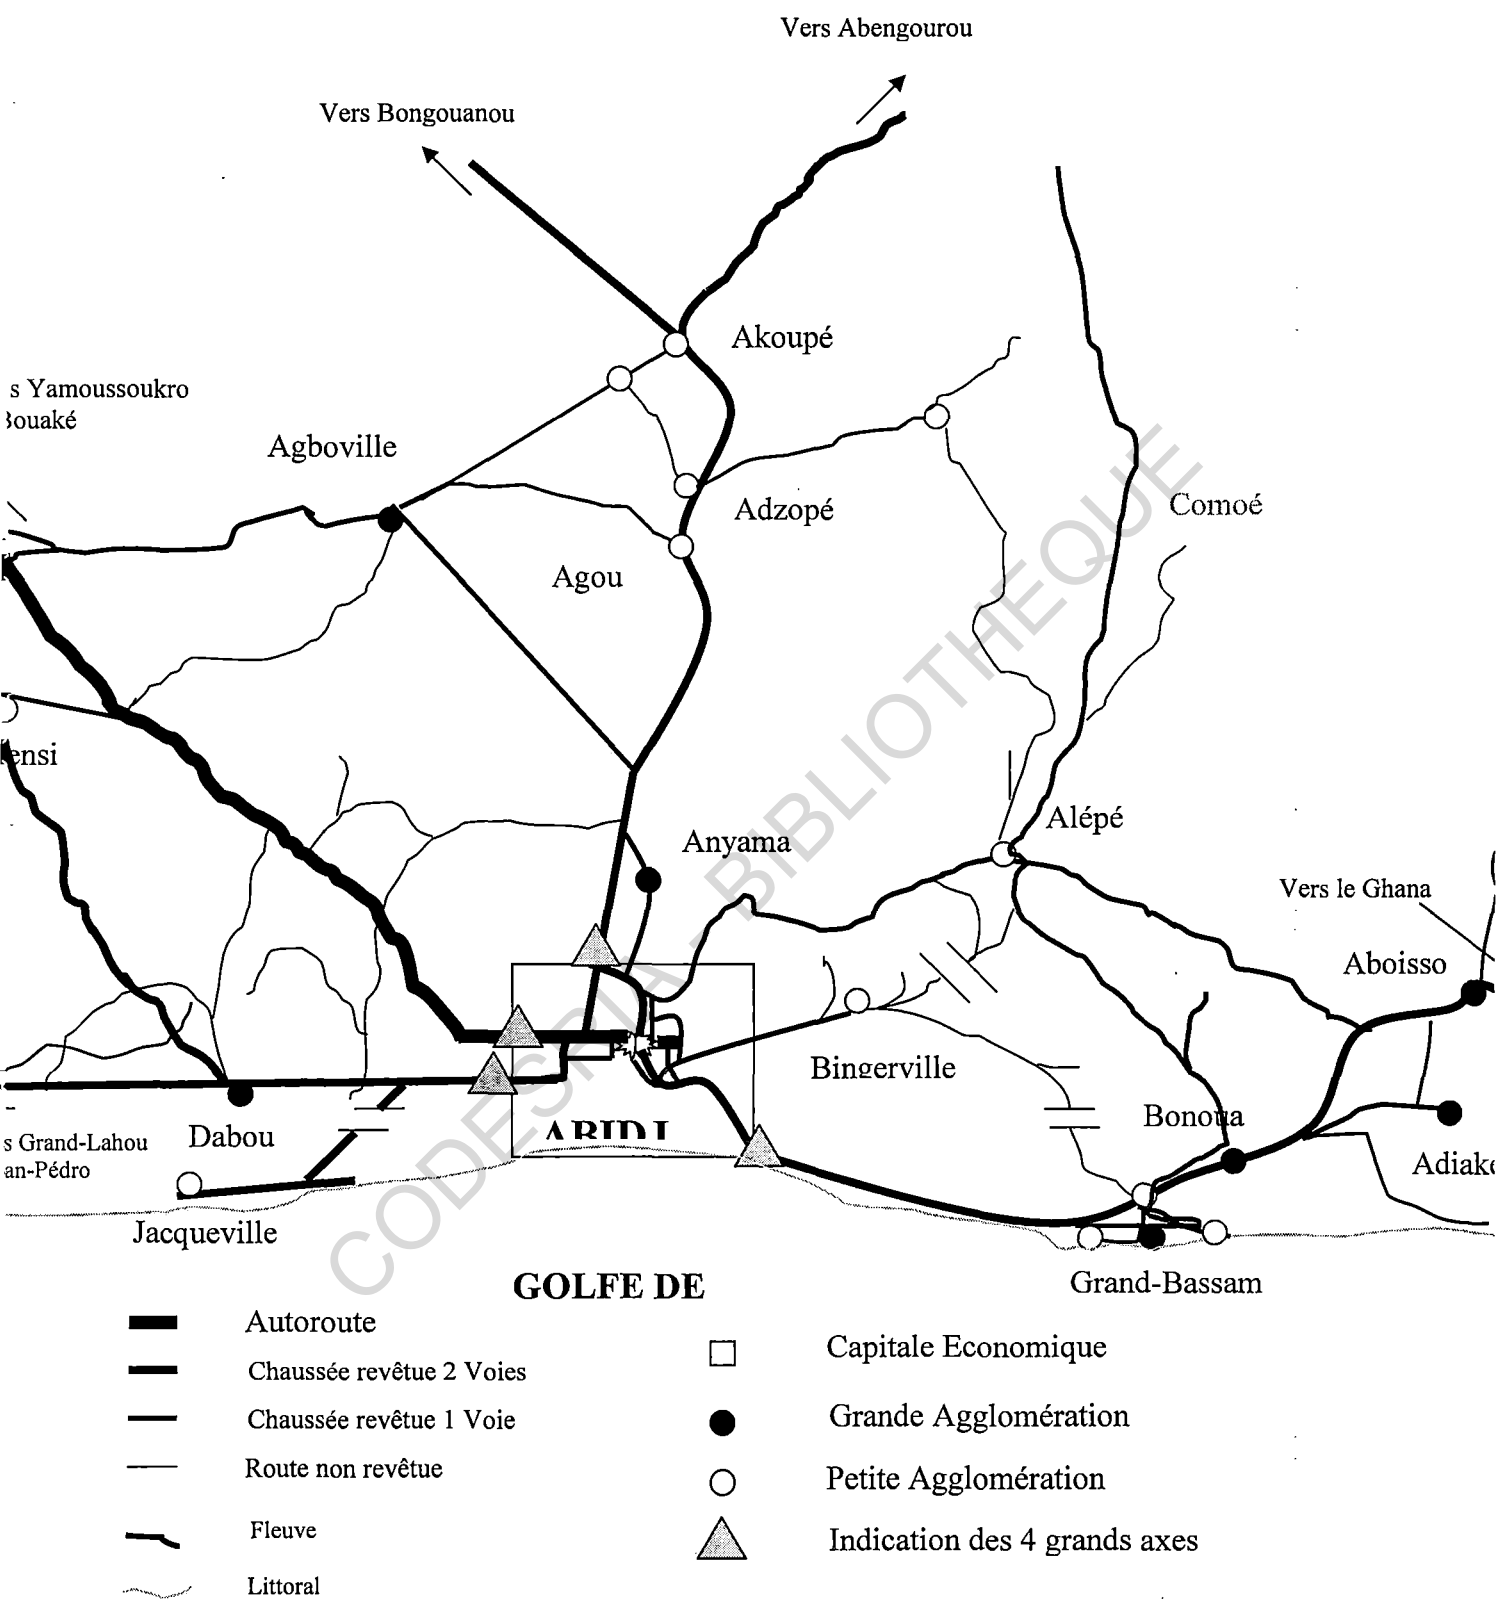 Vers Abengourou
Vers Bongouanou
Akoupé
s Yamoussoukro
Bouaké
Agboville
Comoé
Adzopé
Agou
ensi
Alépé
Anyama
Vers le Ghana
Aboisso
Bingerville
Bonoua
s Grand-Lahou
an-Pédro
Dabou
ABIDJ
Adiake
Jacqueville
GOLFE DE
Grand-Bassam
Autoroute
Chaussée revêtue 2 Voies
Chaussée revêtue 1 Voie
Route non revêtue
Fleuve
Littoral
Capitale Economique
Grande Agglomération
Petite Agglomération
Indication des 4 grands axes
CODESRIA - BIBLIOTHEQUE